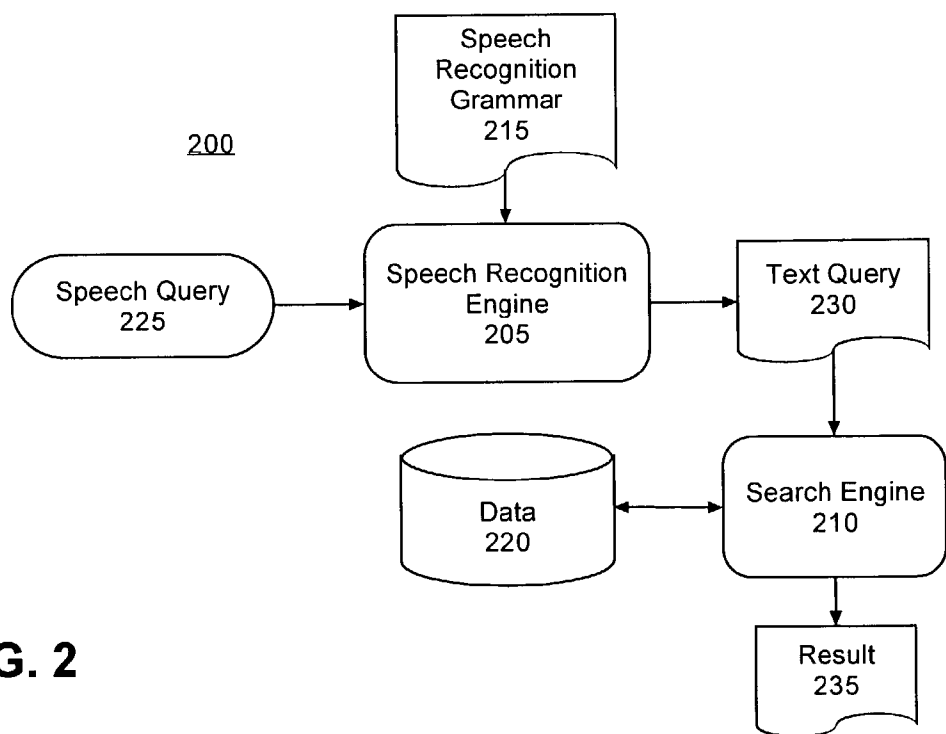 Speech
Recognition
Grammar
215
200
Speech Query
225
Speech Recognition
Engine
205
Text Query
230
Data
220
Search Engine
210
Result
235
G. 2